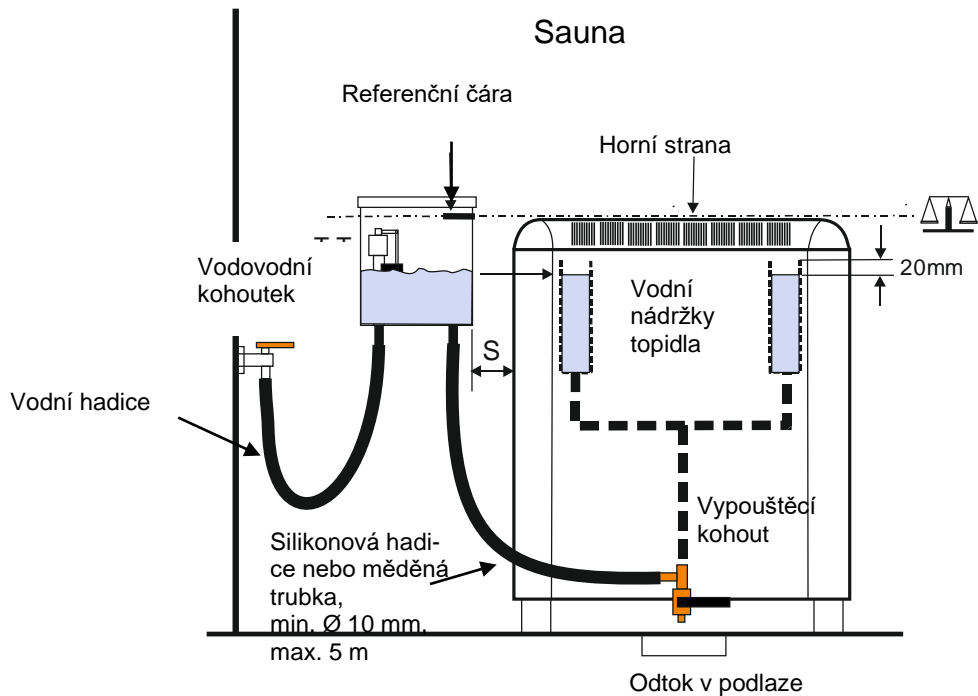 Sauna
Referenční čára
Horní strana
Vodovodní
kohoutek
20mm
Vodní
nádržky
topidla
S
Vodní hadice
Vypouštěcí
kohout
Silikonová hadi-
ce nebo měděná
trubka,
min. Ø 10 mm,
max. 5 m
Odtok v podlaze